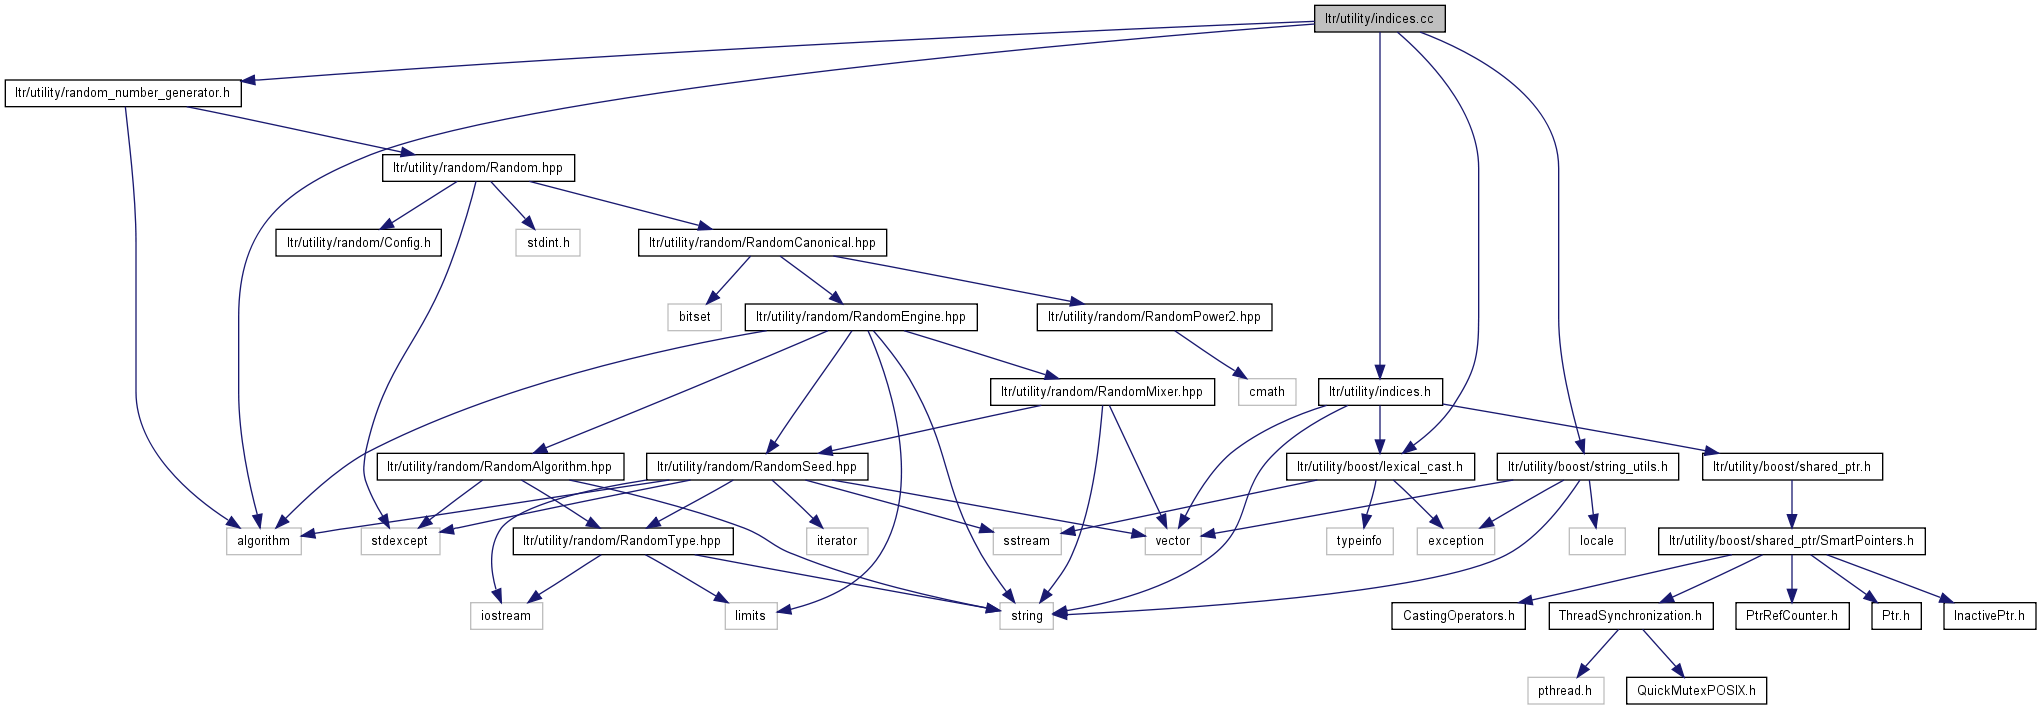 ltr/utility/indices.cc
ltr/utility/random_number_generator.h
ltr/utility/random/Random.hpp
ltr/utility/random/Config.h
stdint.h
ltr/utility/random/RandomCanonical.hpp
bitset
ltr/utility/random/RandomEngine.hpp
ltr/utility/random/RandomPower2.hpp
ltr/utility/random/RandomMixer.hpp
cmath
ltr/utility/indices.h
ltr/utility/random/RandomAlgorithm.hpp
ltr/utility/random/RandomSeed.hpp
ltr/utility/boost/lexical_cast.h
ltr/utility/boost/string_utils.h
ltr/utility/boost/shared_ptr.h
algorithm
stdexcept
ltr/utility/random/RandomType.hpp
iterator
sstream
vector
typeinfo
exception
locale
ltr/utility/boost/shared_ptr/SmartPointers.h
iostream
limits
string
CastingOperators.h
ThreadSynchronization.h
PtrRefCounter.h
Ptr.h
InactivePtr.h
pthread.h
QuickMutexPOSIX.h